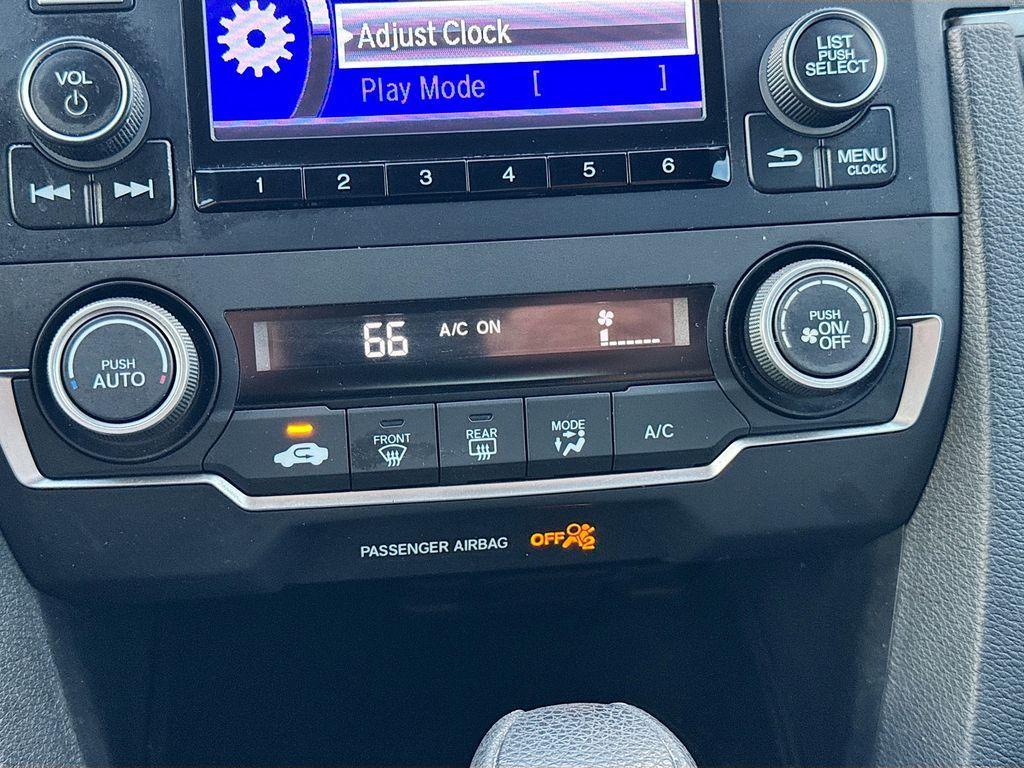 Adjust Clock
Play Mode [ ]
VOL
LIST
PUSH
SELECT
1 2 3 4 5 6
MENU
CLOCK
66 A/C ON
PUSH
AUTO
PUSH
ON/
OFF
FRONT
REAR
MODE
A/C
PASSENGER AIRBAG OFF 2